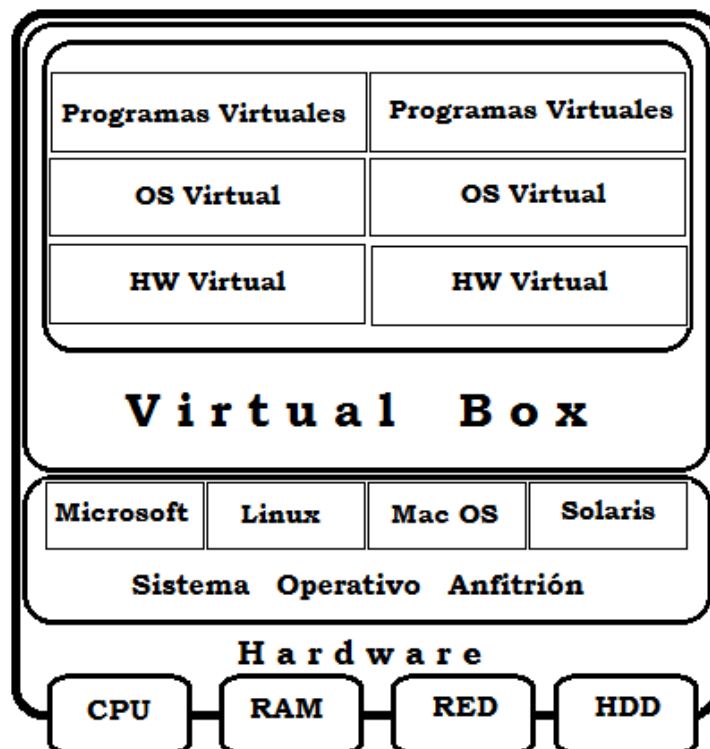 Programas Virtuales Programas Virtuales
OS Virtual OS Virtual
HW Virtual HW Virtual
Virtual Box
Microsoft Linux Mac OS Solaris
Sistema Operativo Anfitrión
Hardware
CPU RAM RED HDD